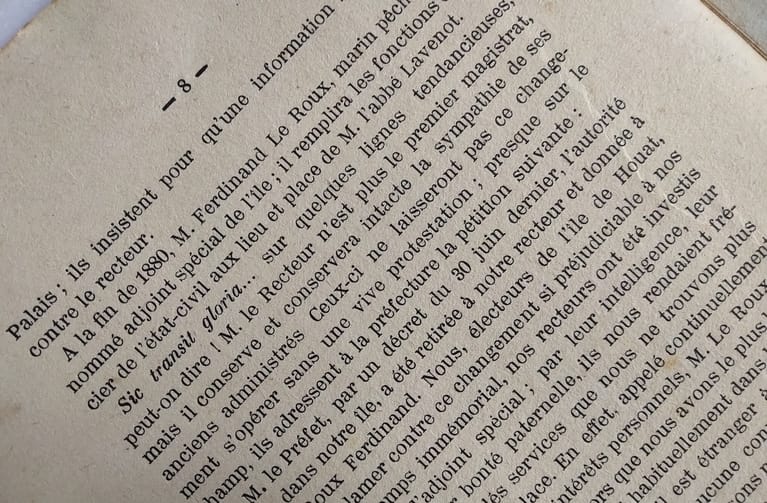 — 8 —
Palais ; ils insistent pour qu'une information
contre le recteur.
A la fin de 1880, M. Ferdinand Le Roux, marin
nommé adjoint spécial de l'île ; il remplira les fonctions
cier de l'état-civil aux lieu et place de M. l'abbé Lavenot.
Sic transit gloria... sur quelques lignes tendancieuses,
peut-on dire ! M. le Recteur n'est plus le premier magistrat,
mais il conserve et conservera intacte la sympathie de ses
anciens administrés Ceux-ci ne laisseront pas ce change-
ment s'opérer sans une vive protestation ; presque sur le
champ, ils adressent à la préfecture la pétition suivante :
M. le Préfet, par un décret du 30 juin dernier, l'autorité
dans notre île, a été retirée à notre recteur et donnée à
oux Ferdinand. Nous, électeurs de l'île de Houat,
lamer contre ce changement si préjudiciable à nos
mps immémorial, nos recteurs ont été investis
d'adjoint spécial ; par leur intelligence, leur
bonté paternelle, ils nous rendaient
services que nous ne trouvons plus
lace. En effet, appelé continuellement
intérêts personnels, M. Le Roux
que nous avons le plus
habituellement dans
est étranger à
une